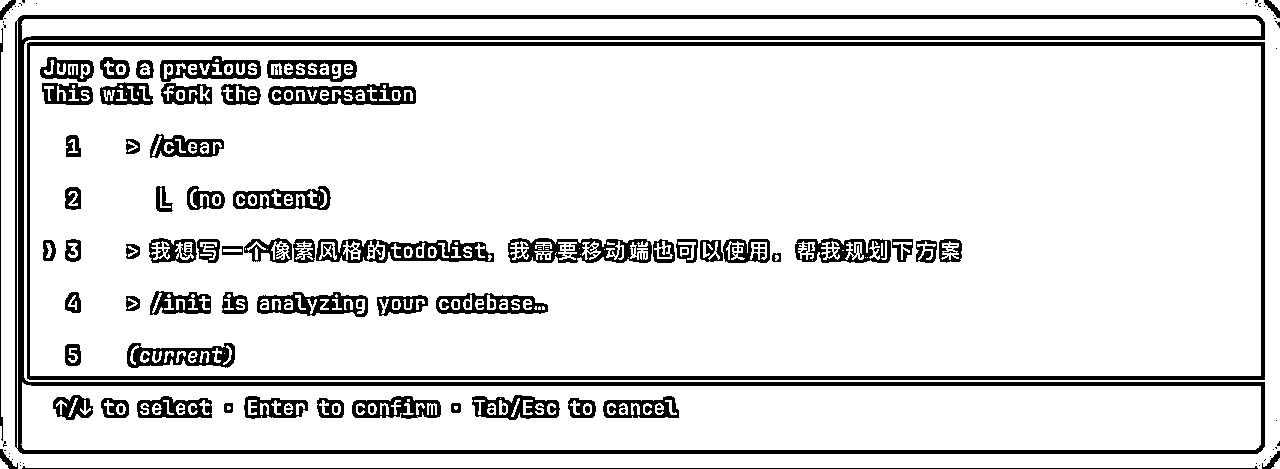 Jump to a previous message
This will fork the conversation
1 > /clear
2 ⎿ (no content)
❯ 3 > 我想写一个像素风格的todolist，我需要移动端也可以使用。帮我规划下方案
4 > /init is analyzing your codebase…
5 (current)
↑/↓ to select · Enter to confirm · Tab/Esc to cancel